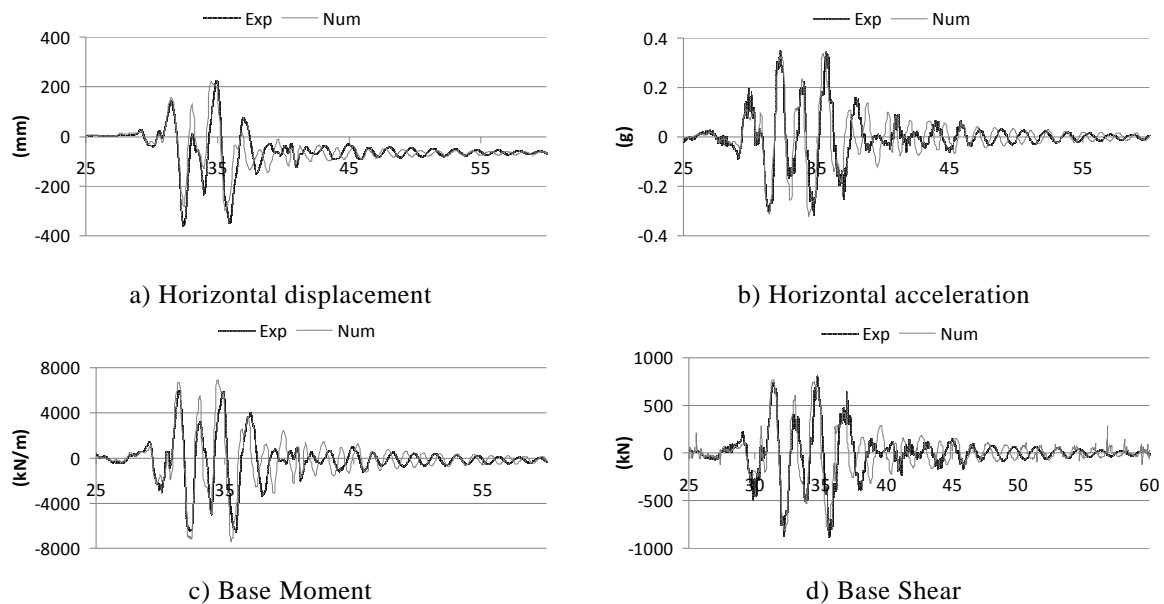 Exp Num
400
200
0
-200
-400
(mm)
25 35 45 55
a) Horizontal displacement
Exp Num
0.4
0.2
0
-0.2
-0.4
(g)
25 35 45 55
b) Horizontal acceleration
Exp Num
8000
4000
0
-4000
-8000
(kN/m)
25 35 45 55
c) Base Moment
Exp Num
1000
500
0
-500
-1000
(kN)
25 30 35 40 45 50 55 60
d) Base Shear